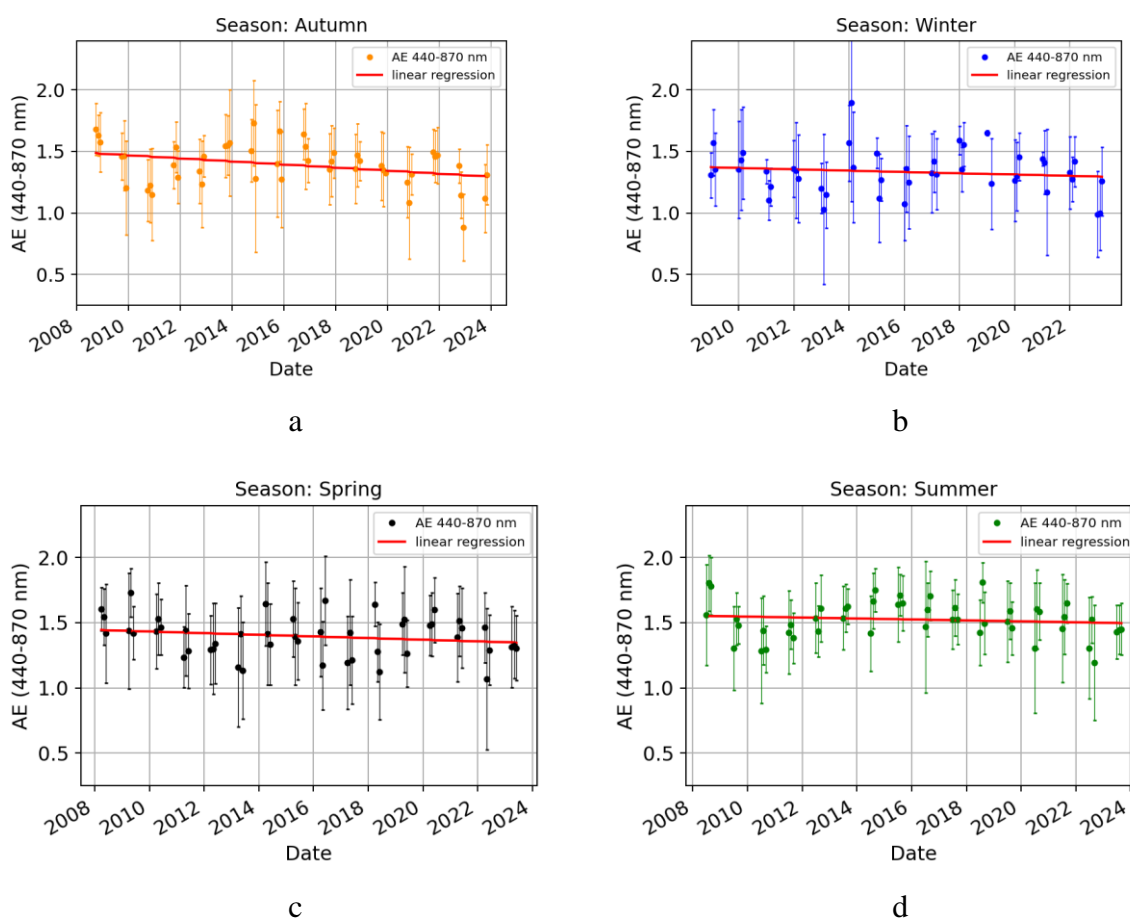 Season: Autumn
AE (440-870 nm)
2.0
1.5
1.0
0.5
AE 440-870 nm
linear regression
2008 2010 2012 2014 2016 2018 2020 2022 2024
Date
a
Season: Winter
AE (440-870 nm)
2.0
1.5
1.0
0.5
AE 440-870 nm
linear regression
2010 2012 2014 2016 2018 2020 2022
Date
b
Season: Spring
AE (440-870 nm)
2.0
1.5
1.0
0.5
AE 440-870 nm
linear regression
2008 2010 2012 2014 2016 2018 2020 2022 2024
Date
c
Season: Summer
AE (440-870 nm)
2.0
1.5
1.0
0.5
AE 440-870 nm
linear regression
2008 2010 2012 2014 2016 2018 2020 2022 2024
Date
d